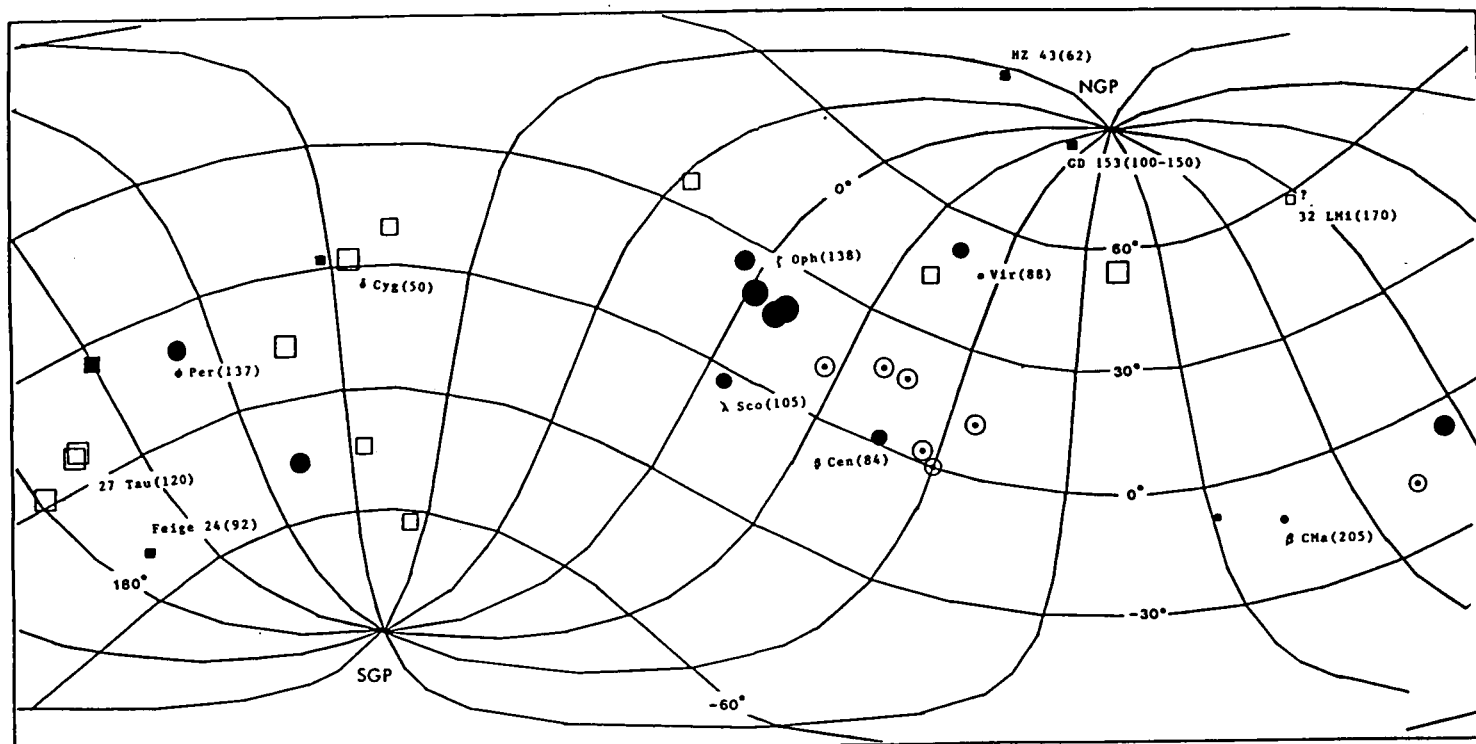 HZ 43(62)
NGP
GD 153(100-150)
0°
?
32 LMi(170)
60°
ζ Oph(138)
Vir(88)
δ Cyg(50)
30°
φ Per(137)
λ Sco(105)
β Cen(84)
27 Tau(120)
0°
Feige 24(92)
β CMa(205)
180°
-30°
SGP
-60°